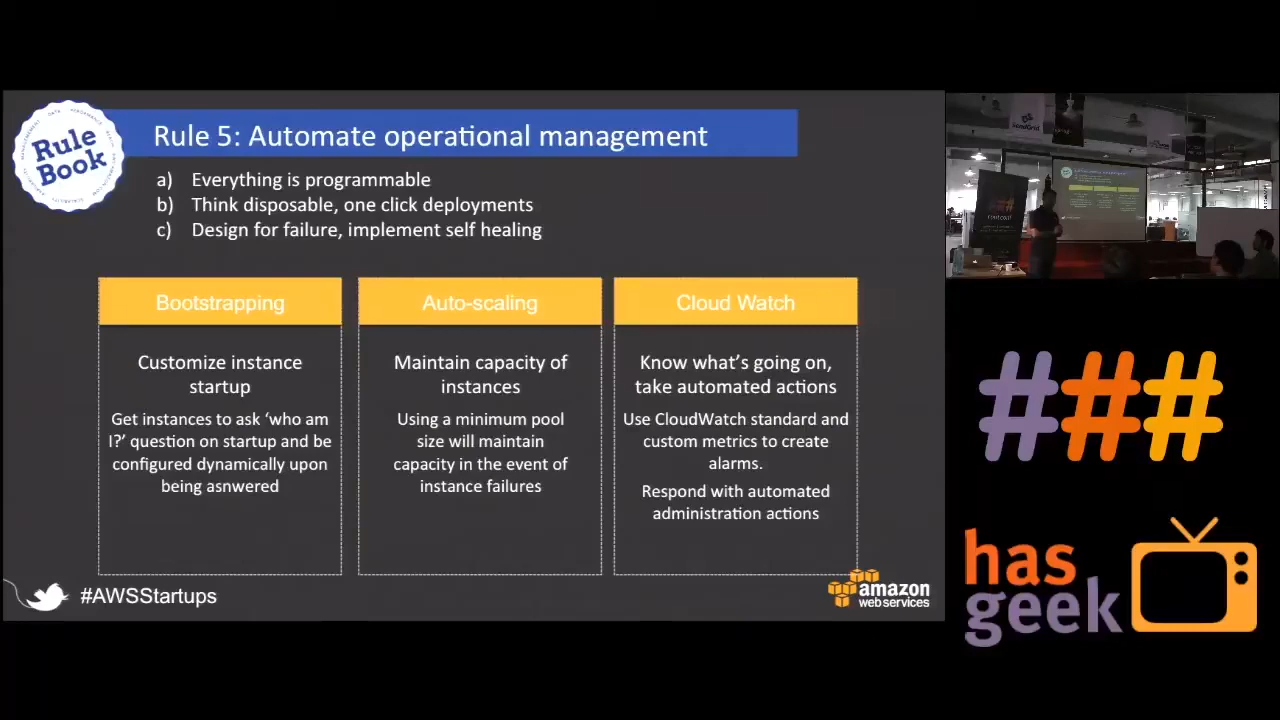 Rule Book
Rule 5: Automate operational management
a) Everything is programmable
b) Think disposable, one click deployments
c) Design for failure, implement self healing
Bootstrapping
Customize instance
startup
Get instances to ask ‘who am
I?’ question on startup and be
configured dynamically upon
being asnwered
Auto-scaling
Maintain capacity of
instances
Using a minimum pool
size will maintain
capacity in the event of
instance failures
Cloud Watch
Know what’s going on,
take automated actions
Use CloudWatch standard and
custom metrics to create
alarms.
Respond with automated
administration actions
#AWSStartups
amazon
web services
###
has
geek